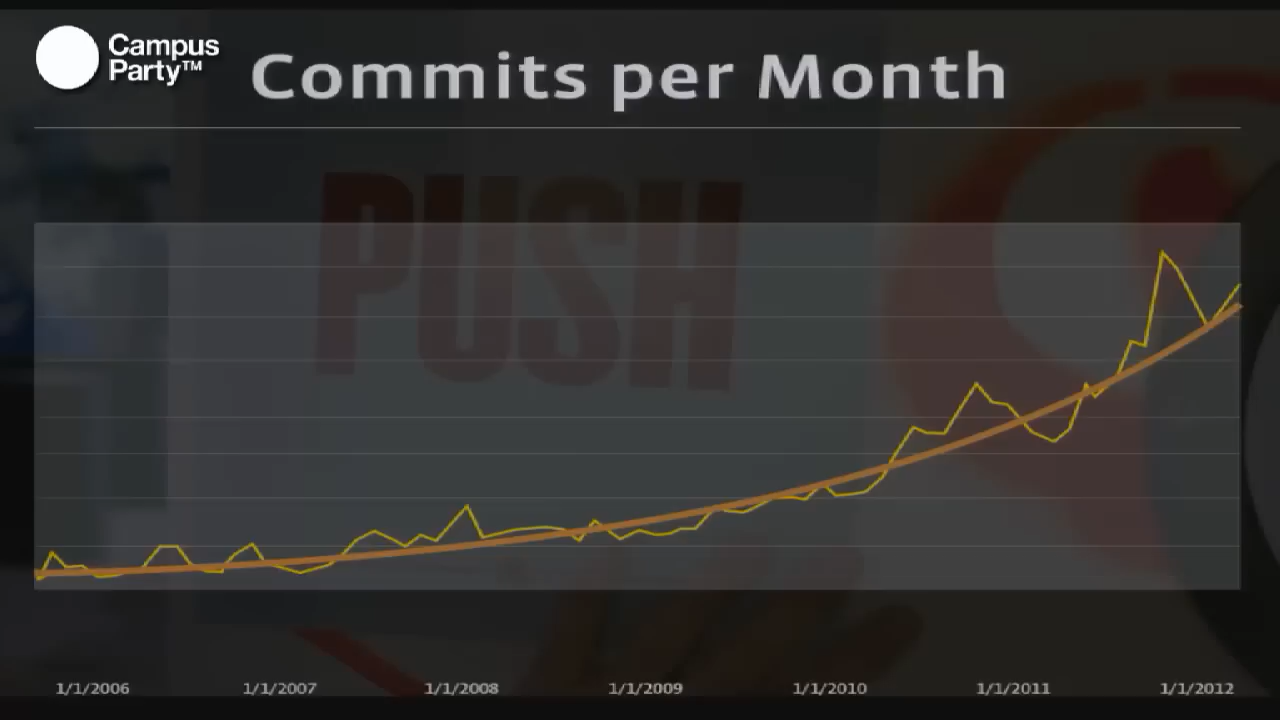 Campus
Party™
Commits per Month
PUSH
1/1/2006 1/1/2007 1/1/2008 1/1/2009 1/1/2010 1/1/2011 1/1/2012